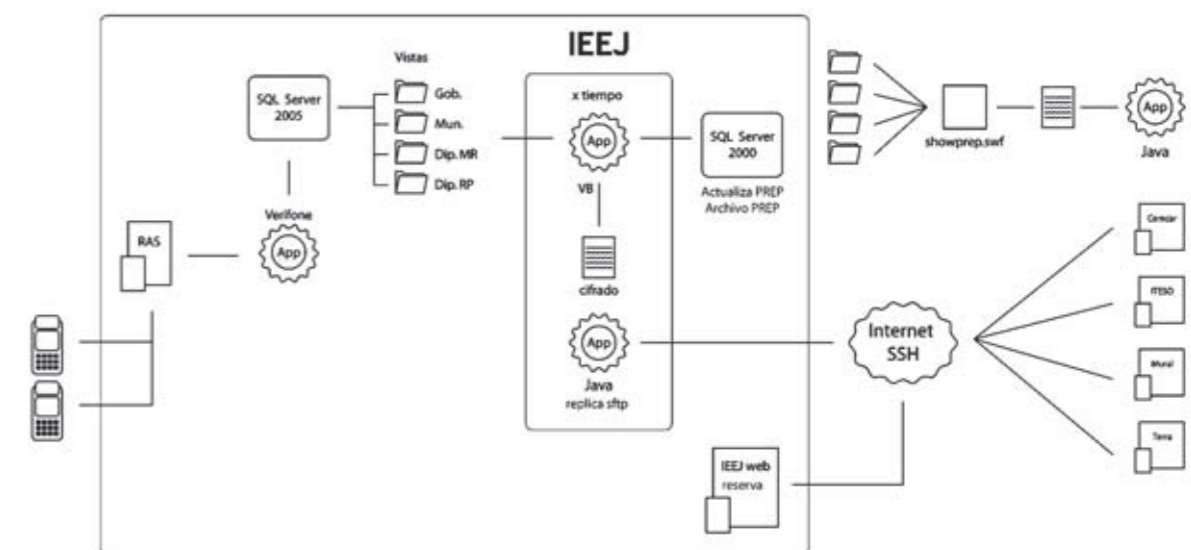 IEEJ
Vistas
SQL Server
2005
Gob.
Mun.
Dip. MR
Dip. RP
x tiempo
App
VB
cifrado
App
Java
replica sftp
SQL Server
2000
Actualiza PREP
Archivo PREP
showprep.swf
App
Java
RAS
Verifone
App
Internet
SSH
ITESO
Mural
Terra
IEEJ web
reserva